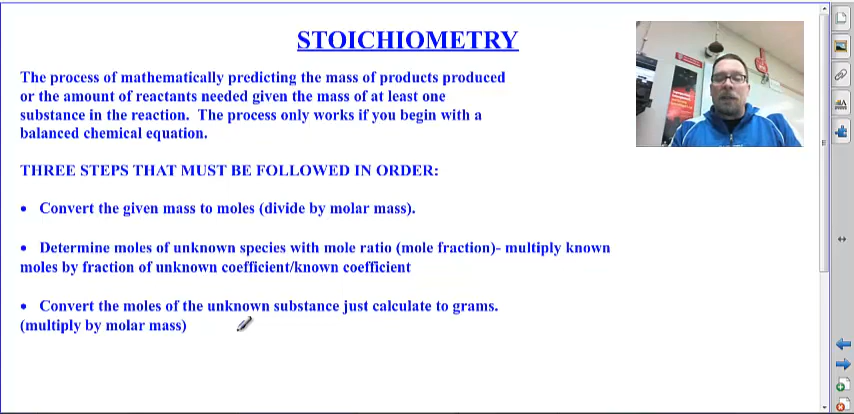 STOICHIOMETRY
The process of mathematically predicting the mass of products produced
or the amount of reactants needed given the mass of at least one
substance in the reaction.  The process only works if you begin with a
balanced chemical equation.
THREE STEPS THAT MUST BE FOLLOWED IN ORDER:
• Convert the given mass to moles (divide by molar mass).
• Determine moles of unknown species with mole ratio (mole fraction)- multiply known
moles by fraction of unknown coefficient/known coefficient
• Convert the moles of the unknown substance just calculate to grams.
(multiply by molar mass)